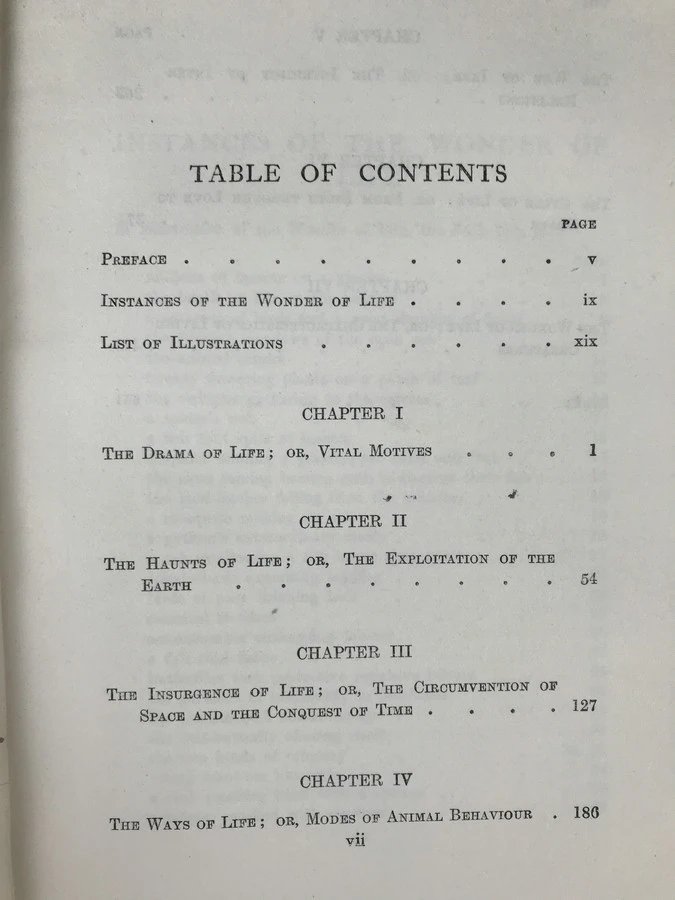 TABLE OF CONTENTS
PAGE
PREFACE . . . . . . . . . . v
INSTANCES OF THE WONDER OF LIFE . . . . . ix
LIST OF ILLUSTRATIONS . . . . . . xix
CHAPTER I
THE DRAMA OF LIFE; OR, VITAL MOTIVES . . . 1
CHAPTER II
THE HAUNTS OF LIFE; OR, THE EXPLOITATION OF THE
EARTH . . . . . . . . 54
CHAPTER III
THE INSURGENCE OF LIFE; OR, THE CIRCUMVENTION OF
SPACE AND THE CONQUEST OF TIME . . . . 127
CHAPTER IV
THE WAYS OF LIFE; OR, MODES OF ANIMAL BEHAVIOUR . 186
vii